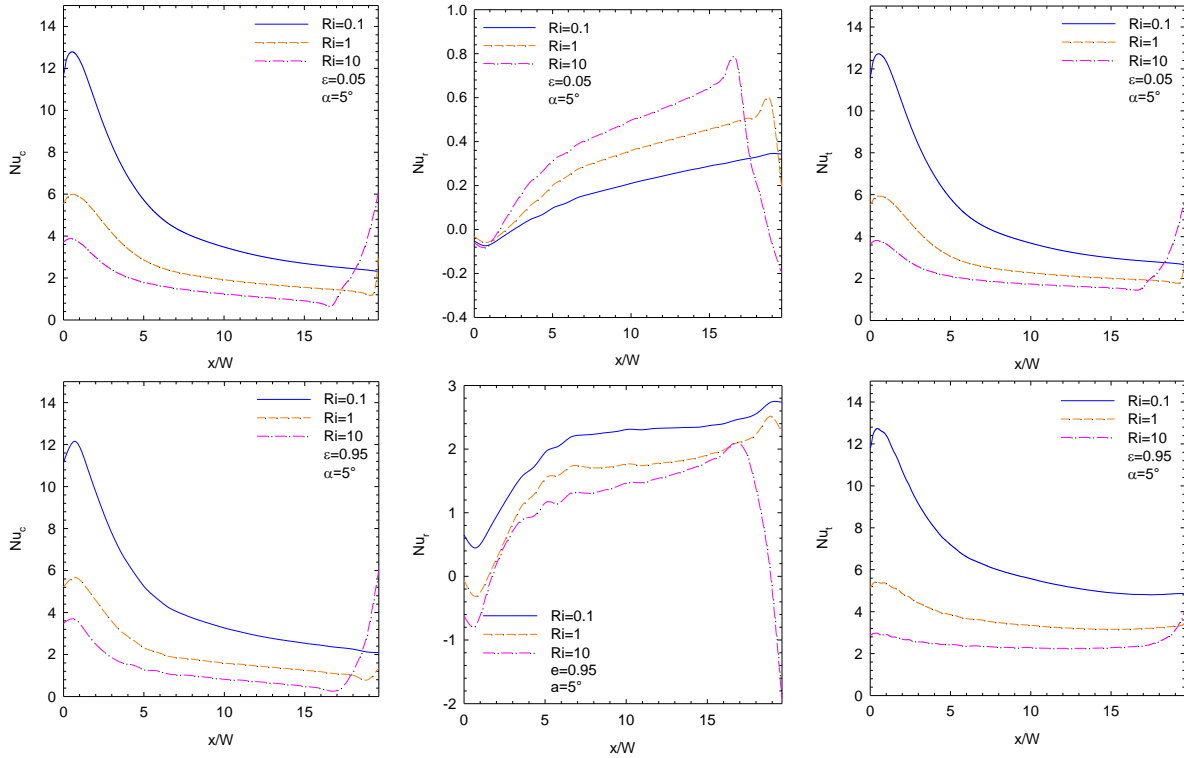 14
12
10
8
6
4
2
0
Nu_c
0 5 10 15
x/W
Ri=0.1
Ri=1
Ri=10
ε=0.05
α=5°
1.0
0.8
0.6
0.4
0.2
0.0
-0.2
-0.4
Nu_r
0 5 10 15
x/W
Ri=0.1
Ri=1
Ri=10
ε=0.05
α=5°
14
12
10
8
6
4
2
0
Nu_t
0 5 10 15
x/W
Ri=0.1
Ri=1
Ri=10
ε=0.05
α=5°
14
12
10
8
6
4
2
0
Nu_c
0 5 10 15
x/W
Ri=0.1
Ri=1
Ri=10
ε=0.95
α=5°
3
2
1
0
-1
-2
Nu_r
0 5 10 15
x/W
Ri=0.1
Ri=1
Ri=10
e=0.95
a=5°
14
12
10
8
6
4
2
0
Nu_t
0 5 10 15
x/W
Ri=0.1
Ri=1
Ri=10
ε=0.95
α=5°